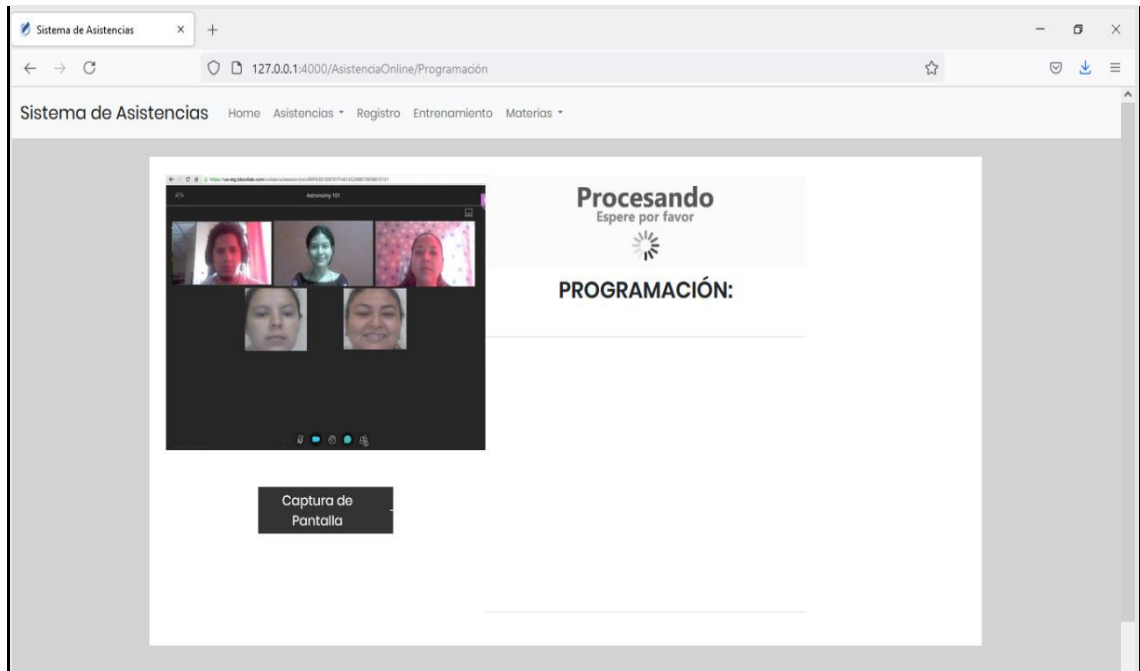 Sistema de Asistencias
127.0.0.1:4000/AsistenciaOnline/Programación
Sistema de Asistencias Home Asistencias Registro Entrenamiento Materias
Astronomy 101
Procesando
Espere por favor
PROGRAMACIÓN:
Captura de
Pantalla